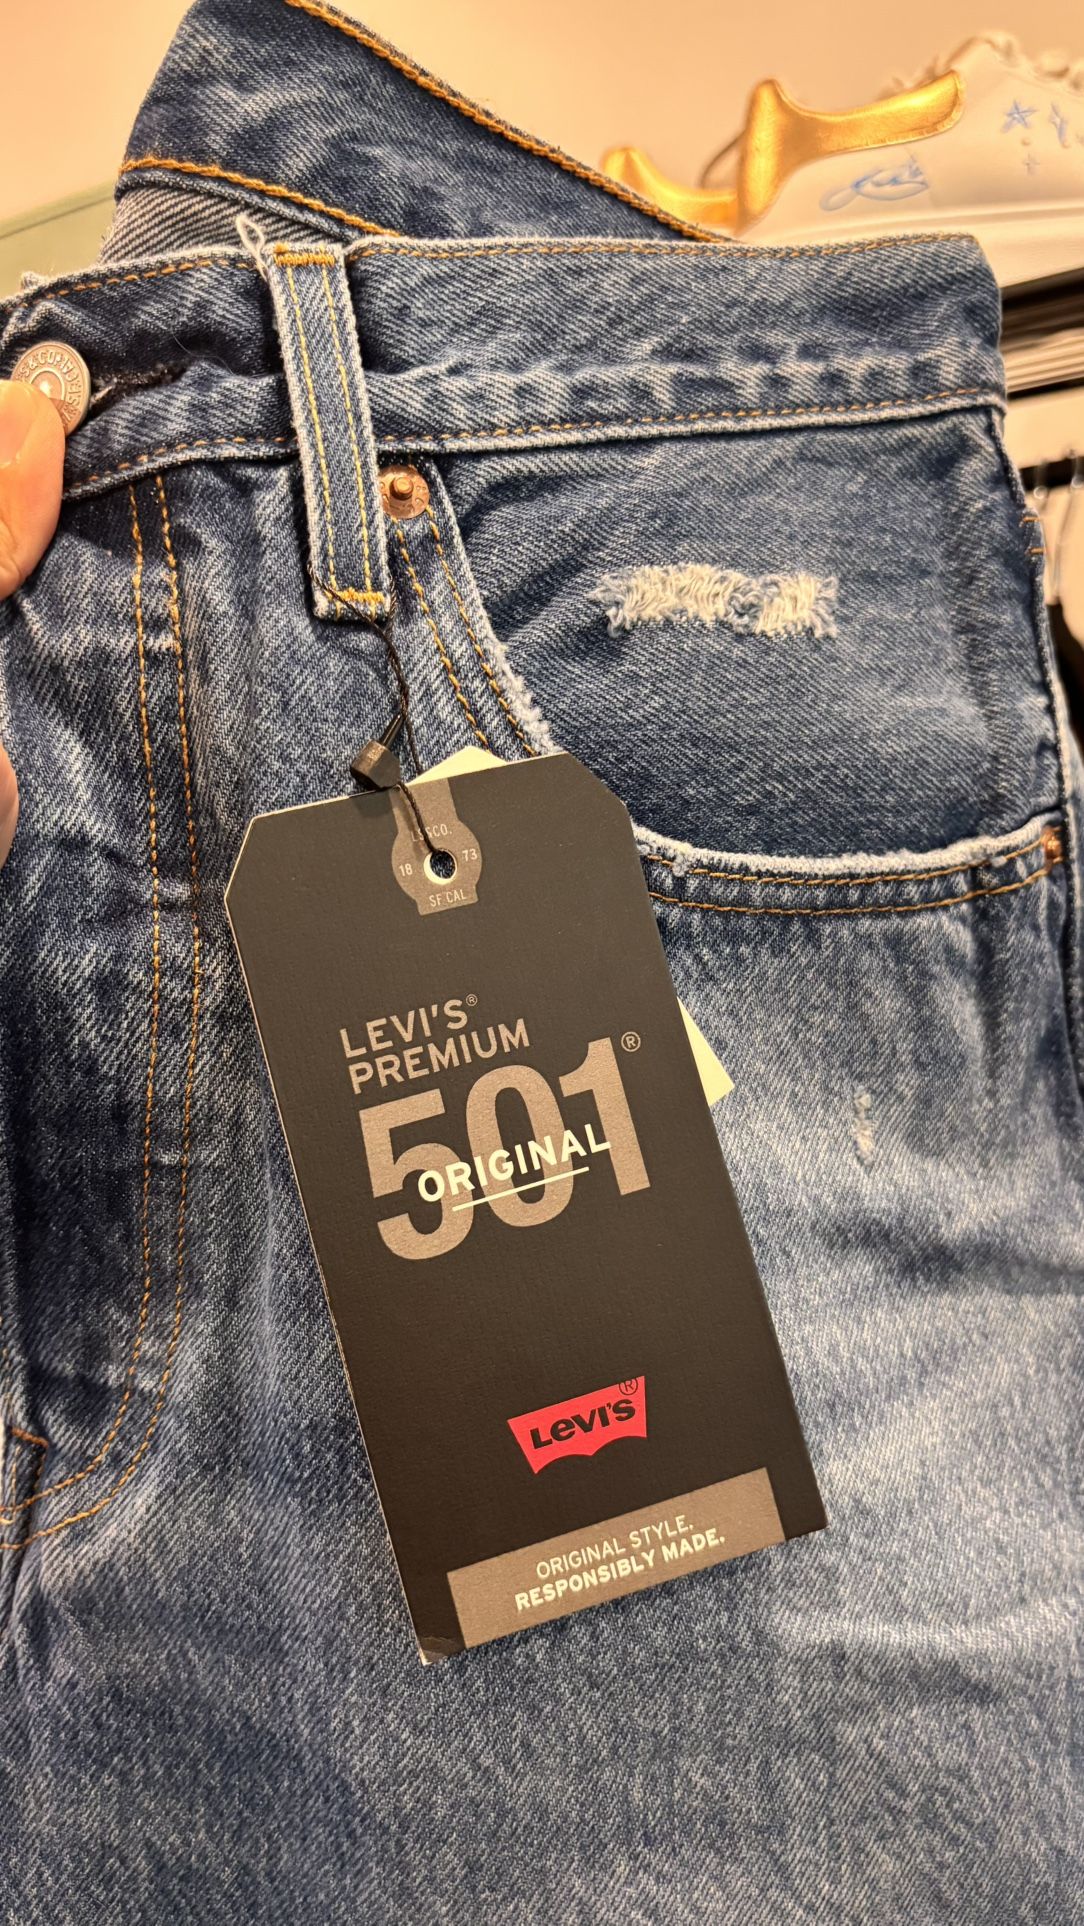 LS&CO.
18 73
SF CAL
LEVI'S®
PREMIUM
501®
ORIGINAL
Levi's®
ORIGINAL STYLE.
RESPONSIBLY MADE.